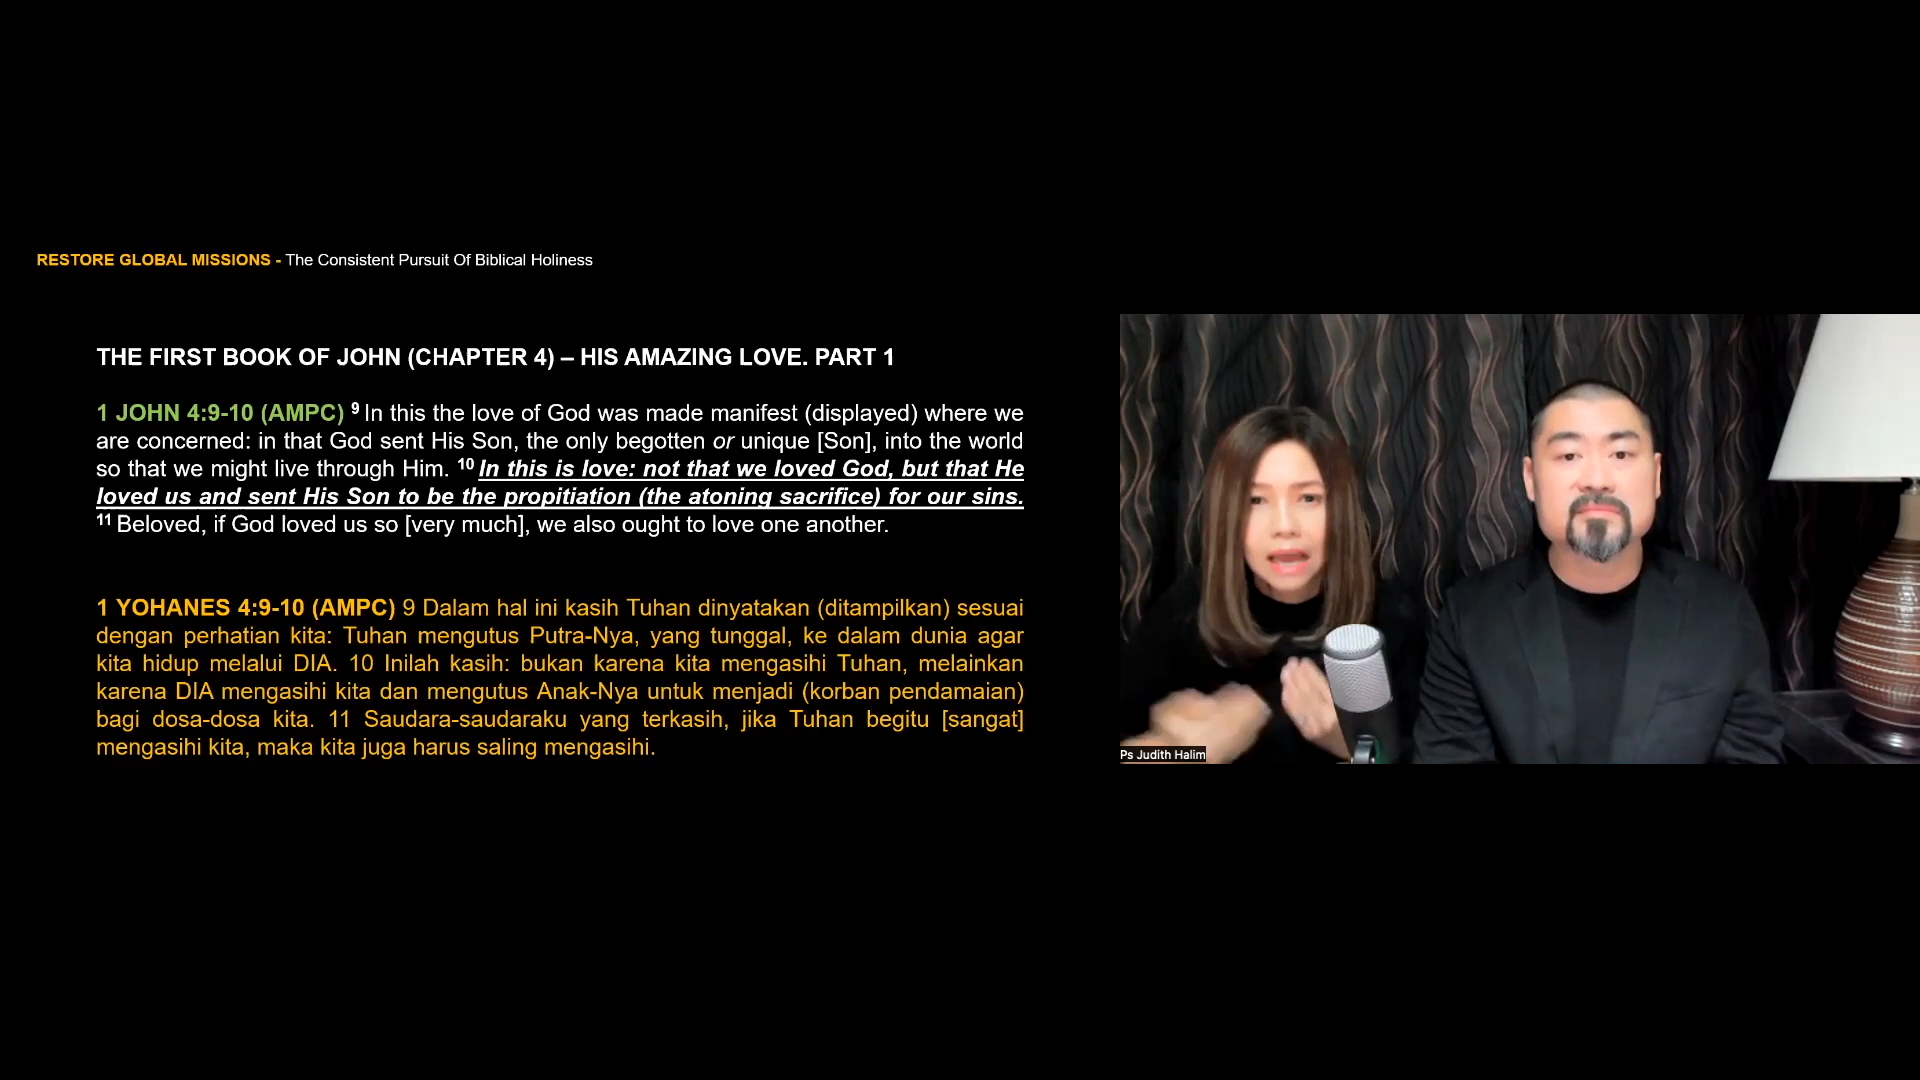 RESTORE GLOBAL MISSIONS - The Consistent Pursuit Of Biblical Holiness
THE FIRST BOOK OF JOHN (CHAPTER 4) – HIS AMAZING LOVE. PART 1
1 JOHN 4:9-10 (AMPC) 9 In this the love of God was made manifest (displayed) where we
are concerned: in that God sent His Son, the only begotten or unique [Son], into the world
so that we might live through Him. 10 In this is love: not that we loved God, but that He
loved us and sent His Son to be the propitiation (the atoning sacrifice) for our sins.
11 Beloved, if God loved us so [very much], we also ought to love one another.
1 YOHANES 4:9-10 (AMPC) 9 Dalam hal ini kasih Tuhan dinyatakan (ditampilkan) sesuai
dengan perhatian kita: Tuhan mengutus Putra-Nya, yang tunggal, ke dalam dunia agar
kita hidup melalui DIA. 10 Inilah kasih: bukan karena kita mengasihi Tuhan, melainkan
karena DIA mengasihi kita dan mengutus Anak-Nya untuk menjadi (korban pendamaian)
bagi dosa-dosa kita. 11 Saudara-saudaraku yang terkasih, jika Tuhan begitu [sangat]
mengasihi kita, maka kita juga harus saling mengasihi.
Ps Judith Halim